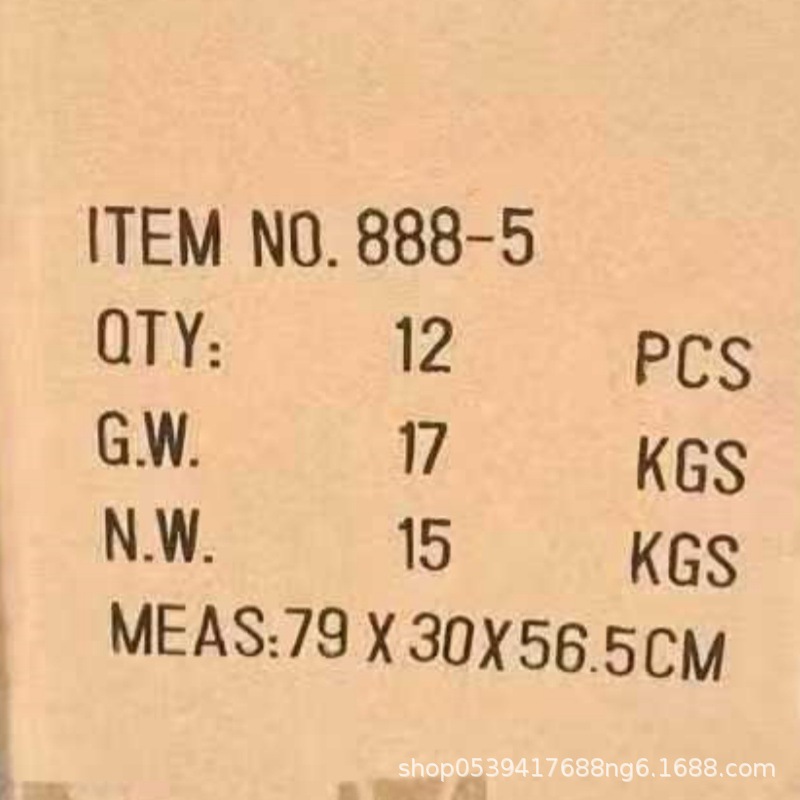 ITEM NO. 888-5
QTY: 12 PCS
G.W. 17 KGS
N.W. 15 KGS
MEAS:79 X 30X56.5CM
shop0539417688ng6.1688.com